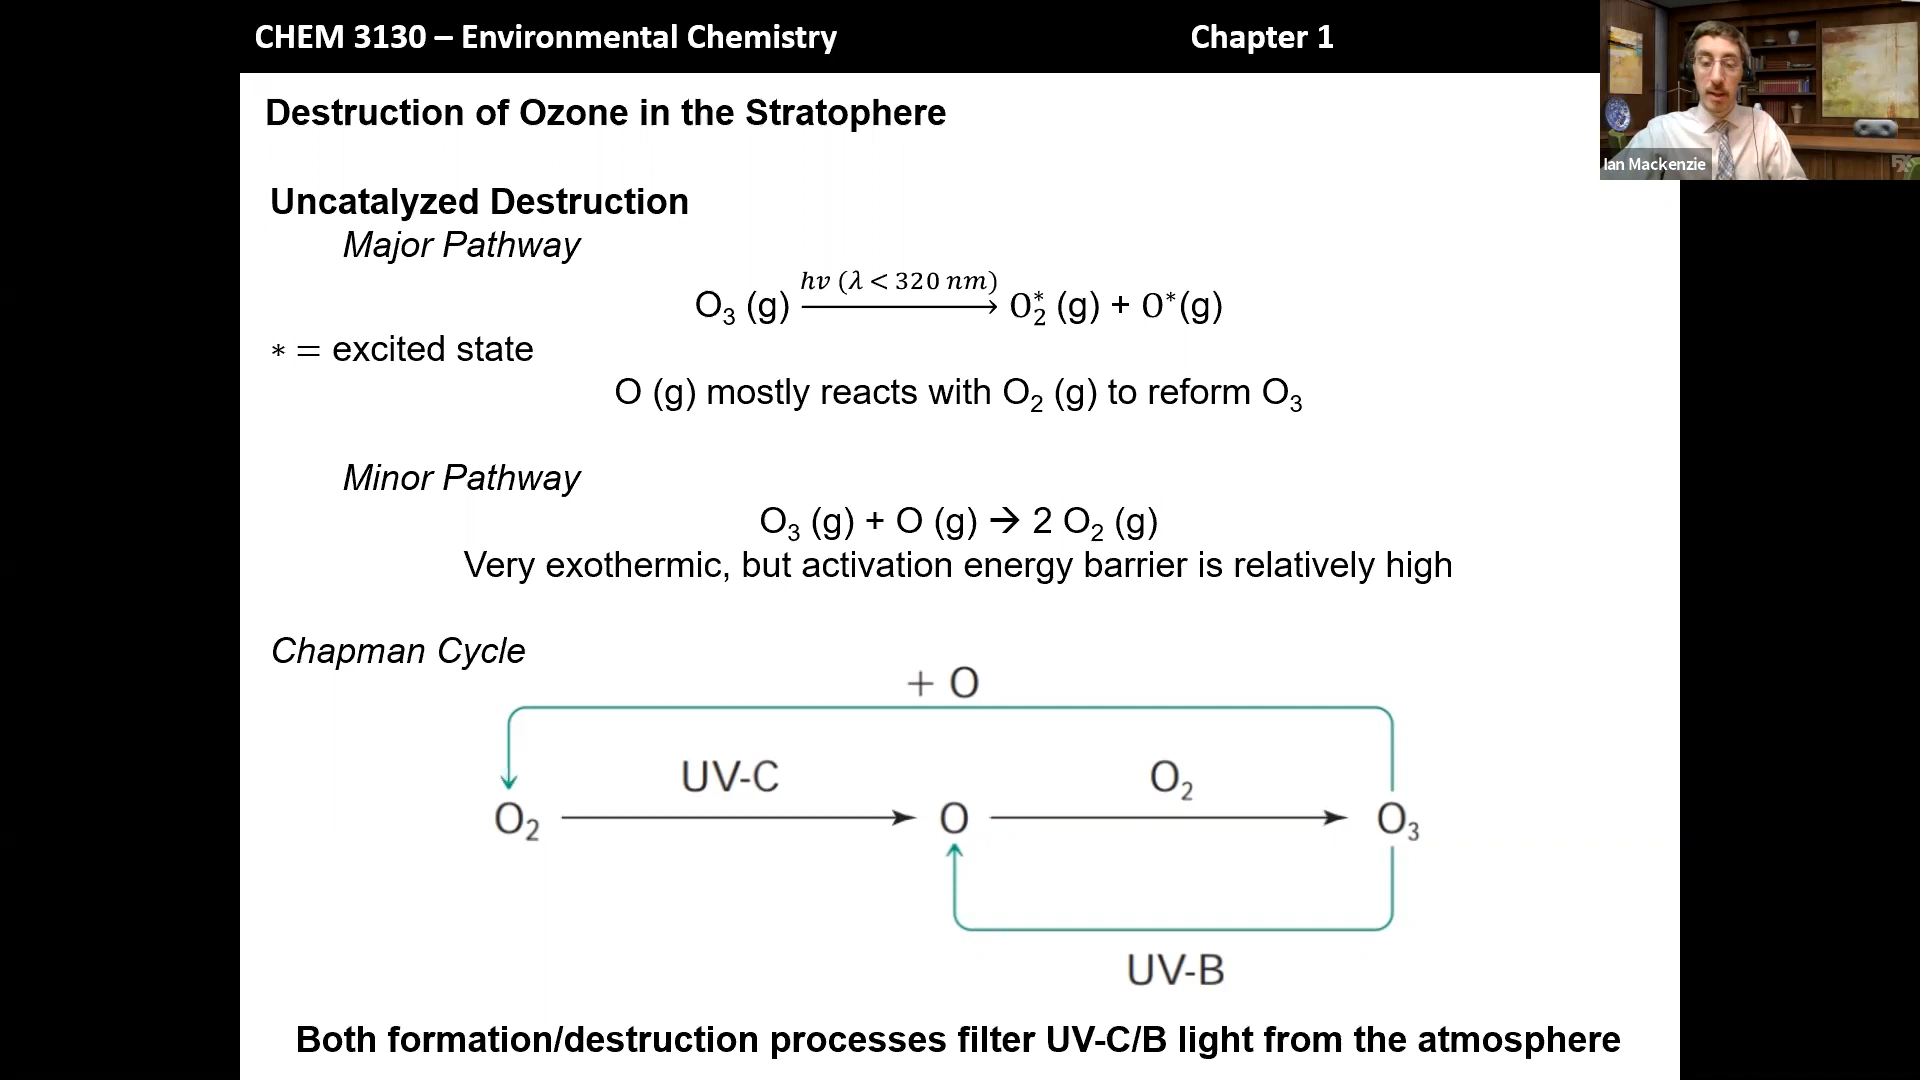 CHEM 3130 – Environmental Chemistry
Chapter 1
Ian Mackenzie
Destruction of Ozone in the Stratophere
Uncatalyzed Destruction
Major Pathway
O₃ (g) —hν (λ < 320 nm)→ O₂* (g) + O*(g)
* = excited state
O (g) mostly reacts with O₂ (g) to reform O₃
Minor Pathway
O₃ (g) + O (g) → 2 O₂ (g)
Very exothermic, but activation energy barrier is relatively high
Chapman Cycle
+ O
UV-C
O₂
O₂
O
O₃
UV-B
Both formation/destruction processes filter UV-C/B light from the atmosphere